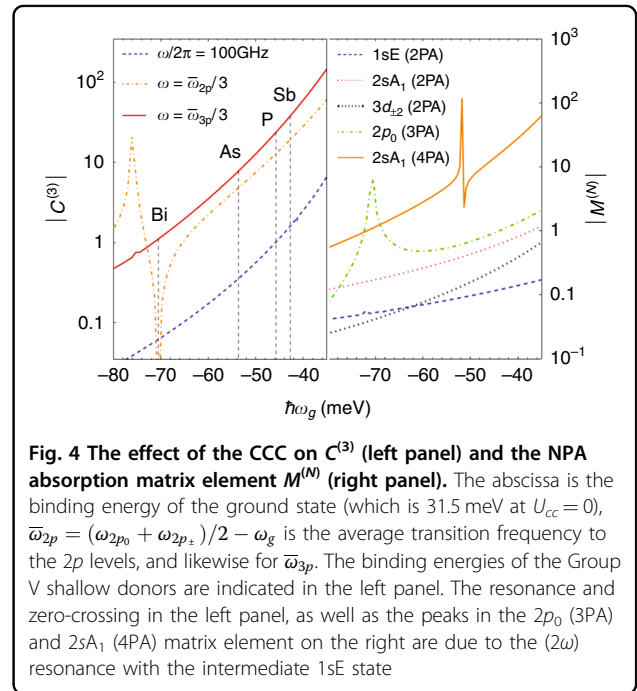 ω/2π = 100GHz
ω = ω̅₂ₚ/3
ω = ω̅₃ₚ/3
10²
10
1
0.1
|C⁽³⁾|
Bi
As
P
Sb
−80 −70 −60 −50 −40
1sE (2PA)
2sA₁ (2PA)
3d±₂ (2PA)
2p₀ (3PA)
2sA₁ (4PA)
10³
10²
10
1
0.1
10⁻¹
|M⁽ᴺ⁾|
−70 −60 −50 −40
ℏω_g (meV)
Fig. 4 The effect of the CCC on C⁽³⁾ (left panel) and the NPA
absorption matrix element M⁽ᴺ⁾ (right panel). The abscissa is the
binding energy of the ground state (which is 31.5 meV at U_cc = 0),
ω̅₂ₚ = (ω_2p₀ + ω_2p±)/2 − ω_g is the average transition frequency to
the 2p levels, and likewise for ω̅₃ₚ. The binding energies of the Group
V shallow donors are indicated in the left panel. The resonance and
zero-crossing in the left panel, as well as the peaks in the 2p₀ (3PA)
and 2sA₁ (4PA) matrix element on the right are due to the (2ω)
resonance with the intermediate 1sE state